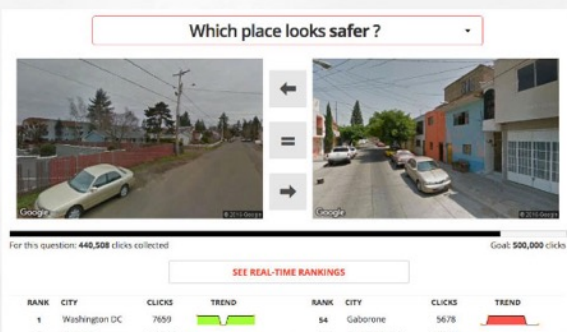 Which place looks safer ?
Google
© 2016 Google
Google
© 2016 Google
For this question: 440,508 clicks collected
Goal: 500,000 clicks
SEE REAL-TIME RANKINGS
RANK CITY CLICKS TREND RANK CITY CLICKS TREND
1 Washington DC 7659 54 Gaborone 5678